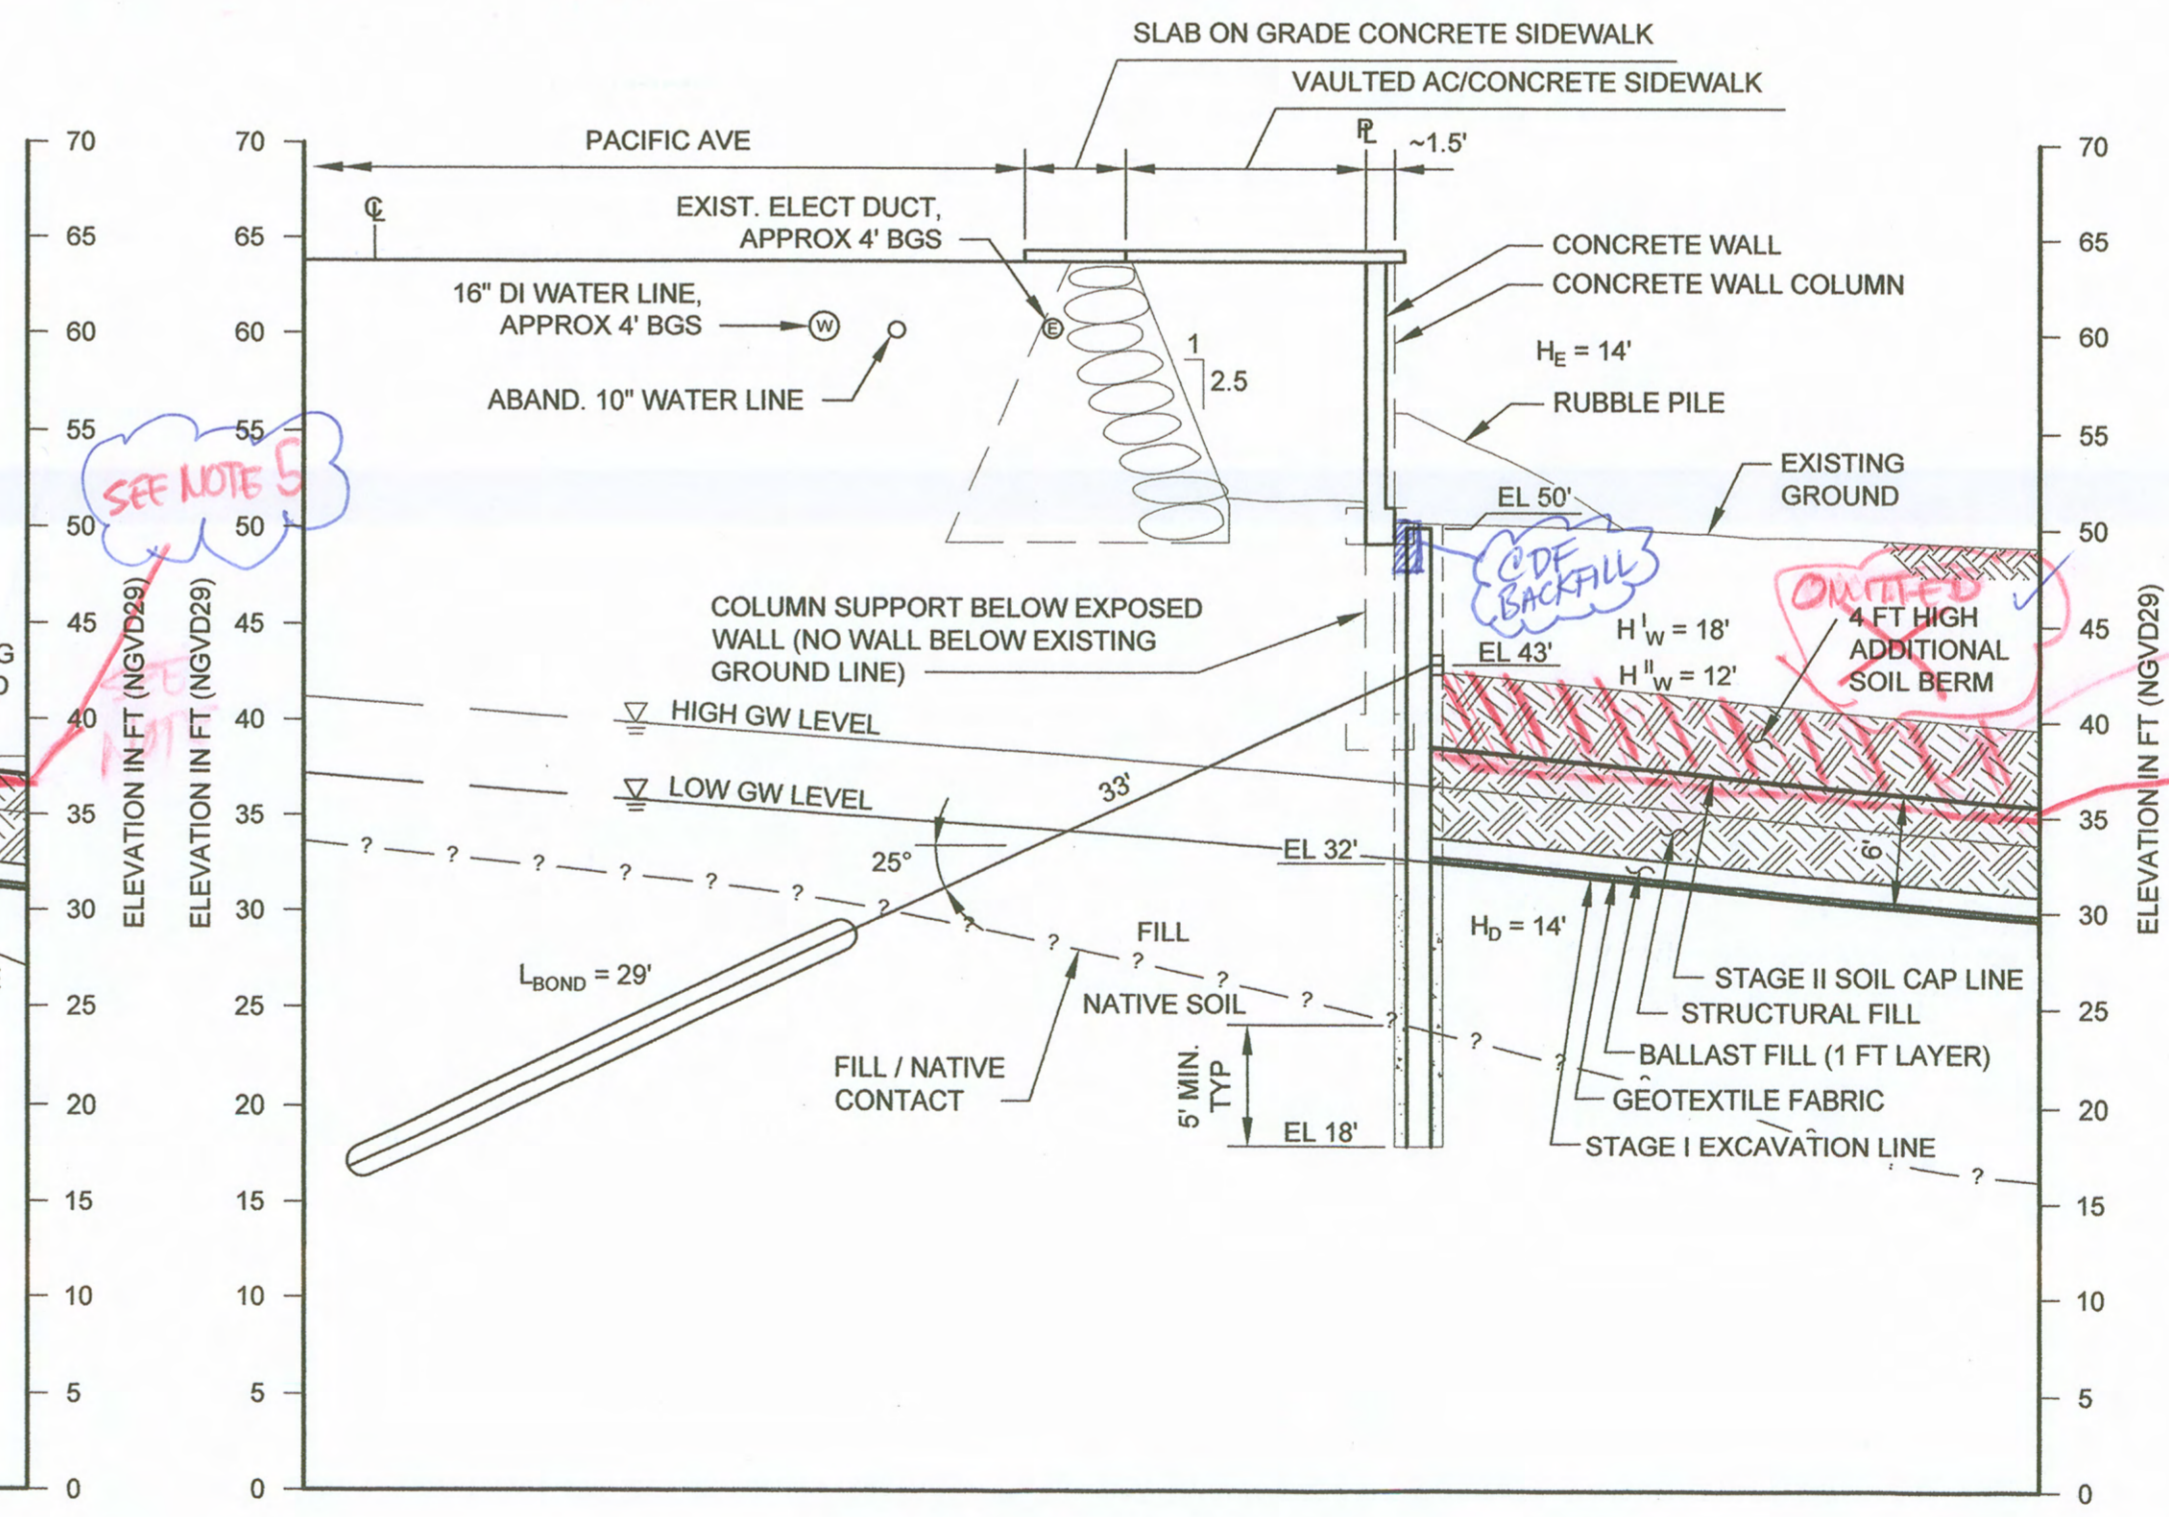 SLAB ON GRADE CONCRETE SIDEWALK
VAULTED AC/CONCRETE SIDEWALK
PACIFIC AVE
PL
~1.5'
CL
EXIST. ELECT DUCT,
APPROX 4' BGS
E
16" DI WATER LINE,
APPROX 4' BGS
W
ABAND. 10" WATER LINE
1
2.5
CONCRETE WALL
CONCRETE WALL COLUMN
HE = 14'
RUBBLE PILE
EXISTING
GROUND
EL 50'
SEE NOTE 5
SEE
NOT
CDF
BACKFILL
OMITTED
4 FT HIGH
ADDITIONAL
SOIL BERM
H'W = 18'
H"W = 12'
EL 43'
COLUMN SUPPORT BELOW EXPOSED
WALL (NO WALL BELOW EXISTING
GROUND LINE)
HIGH GW LEVEL
LOW GW LEVEL
33'
25°
EL 32'
6'
HD = 14'
LBOND = 29'
FILL
NATIVE SOIL
FILL / NATIVE
CONTACT
5' MIN.
TYP
EL 18'
STAGE II SOIL CAP LINE
STRUCTURAL FILL
BALLAST FILL (1 FT LAYER)
GEOTEXTILE FABRIC
STAGE I EXCAVATION LINE
? ? ? ? ? ? ? ? ? ? ? ? ? ? ? ?
G
D
70
65
60
55
50
45
40
35
30
25
20
15
10
5
0
ELEVATION IN FT (NGVD29)
ELEVATION IN FT (NGVD29)
70
65
60
55
50
45
40
35
30
25
20
15
10
5
0
70
65
60
55
50
45
40
35
30
25
20
15
10
5
0
ELEVATION IN FT (NGVD29)